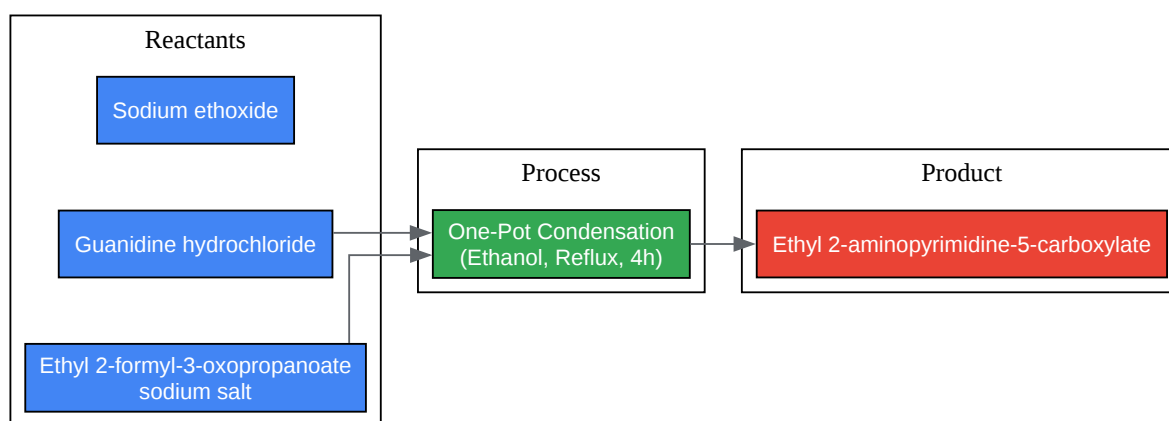 Reactants
Sodium ethoxide
Guanidine hydrochloride
Ethyl 2-formyl-3-oxopropanoate
sodium salt
Process
One-Pot Condensation
(Ethanol, Reflux, 4h)
Product
Ethyl 2-aminopyrimidine-5-carboxylate